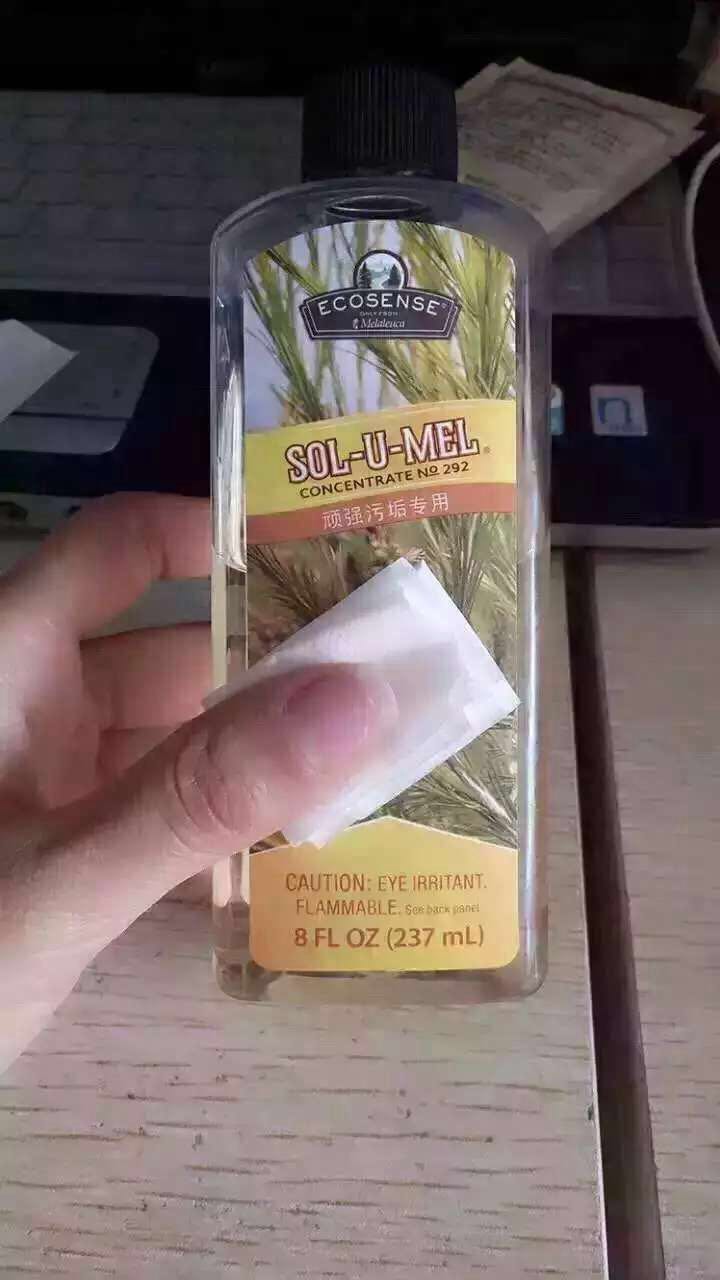 ECOSENSE®
ONLY FROM
Melaleuca
SOL-U-MEL®
CONCENTRATE No 292
顽强污垢专用
CAUTION: EYE IRRITANT.
FLAMMABLE. See back panel
8 FL OZ (237 mL)